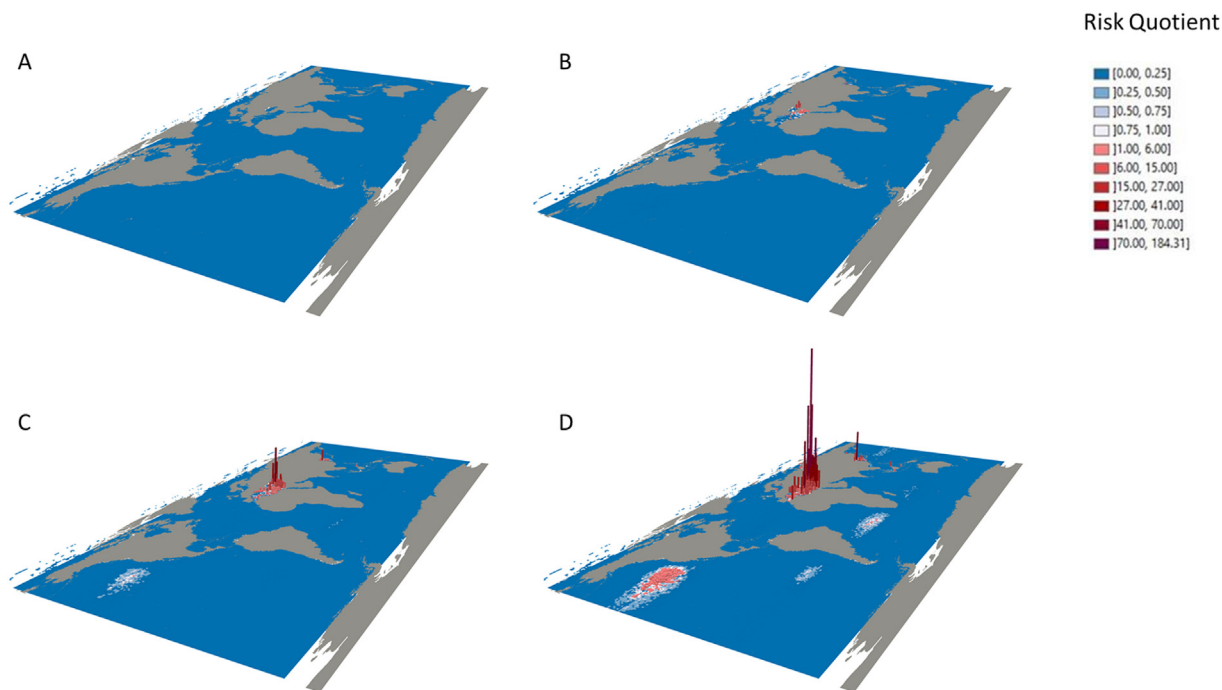 Risk Quotient
A
B
[0.00, 0.25]
]0.25, 0.50]
]0.50, 0.75]
]0.75, 1.00]
]1.00, 6.00]
]6.00, 15.00]
]15.00, 27.00]
]27.00, 41.00]
]41.00, 70.00]
]70.00, 184.31]
C
D